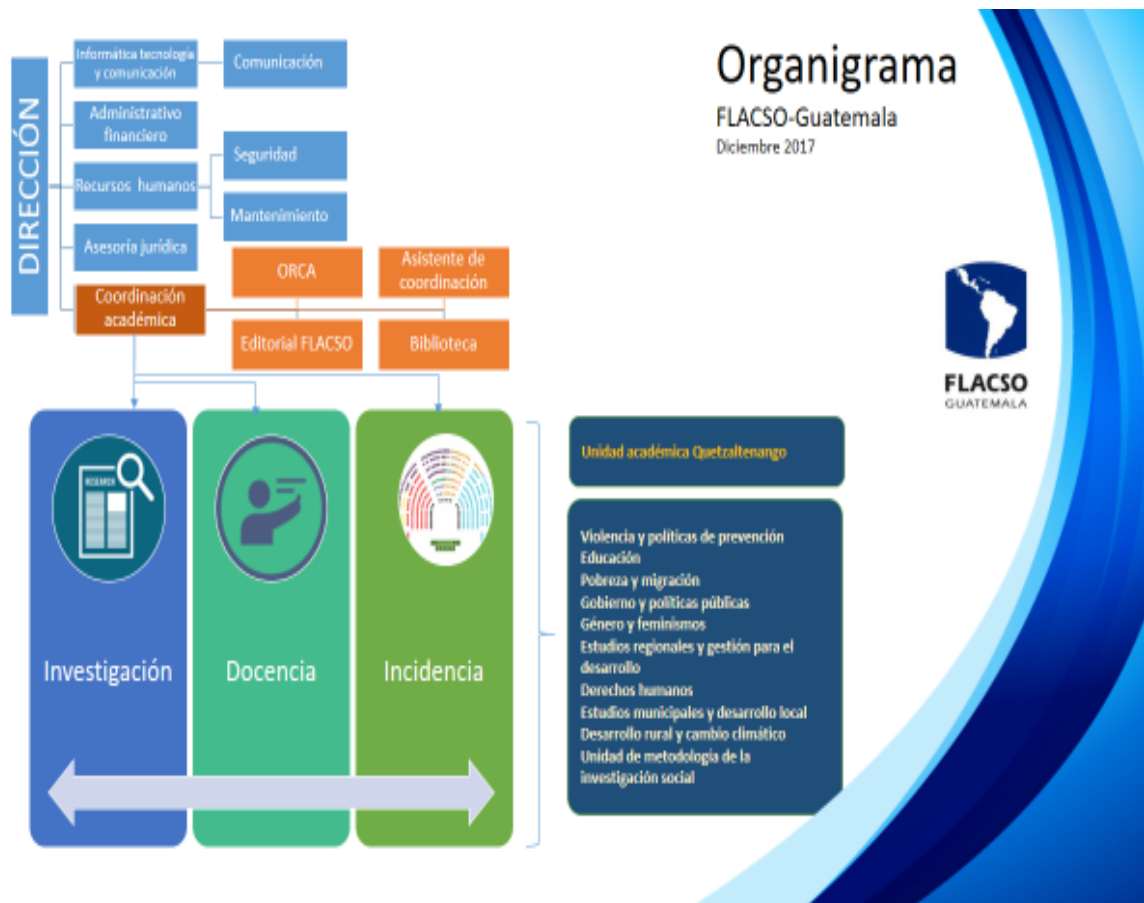 Organigrama
FLACSO-Guatemala
Diciembre 2017
DIRECCIÓN
Informática tecnología
y comunicación
Comunicación
Administrativo
financiero
Recursos humanos
Seguridad
Mantenimiento
Asesoría jurídica
Coordinación
académica
ORCA
Asistente de
coordinación
Editorial FLACSO
Biblioteca
FLACSO
GUATEMALA
RESEARCH
Investigación
Docencia
Incidencia
Unidad académica Quetzaltenango
Violencia y políticas de prevención
Educación
Pobreza y migración
Gobierno y políticas públicas
Género y feminismos
Estudios regionales y gestión para el
desarrollo
Derechos humanos
Estudios municipales y desarrollo local
Desarrollo rural y cambio climático
Unidad de metodología de la
investigación social